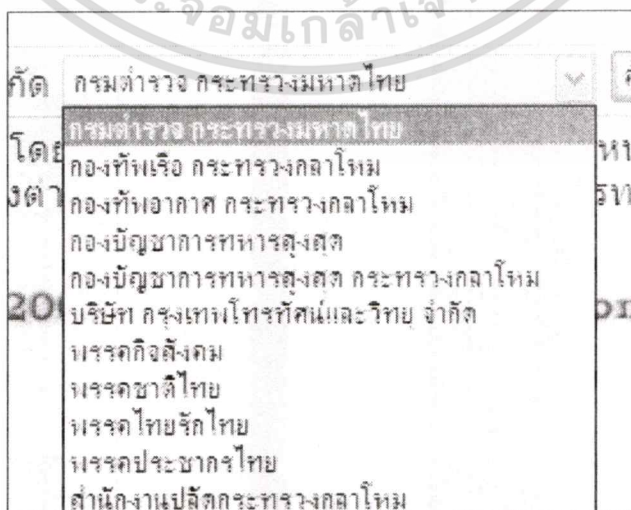 จอมเกล้าเจ
กัด กรมตำรวจ กระทรวงมหาดไทย
กรมตำรวจ กระทรวงมหาดไทย
โดย กองทัพเรือ กระทรวงกลาโหม
งต่า กองทัพอากาศ กระทรวงกลาโหม
กองบัญชาการทหารสูงสุด
กองบัญชาการทหารสูงสุด กระทรวงกลาโหม
200 บริษัท กรุงเทพโทรทัศน์และวิทยุ จำกัด on
พรรคกิจสังคม
พรรคชาติไทย
พรรคไทยรักไทย
พรรคประชากรไทย
สำนักงานปลัดกระทรวงกลาโหม